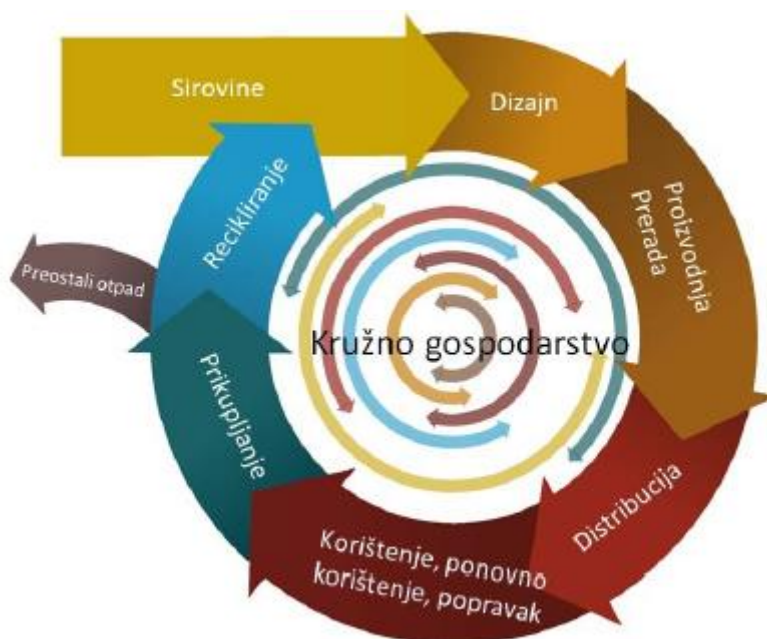 Sirovine
Dizajn
Proizvodnja
Prerada
Distribucija
Korištenje, ponovno
korištenje, popravak
Prikupljanje
Recikliranje
Preostali otpad
Kružno gospodarstvo